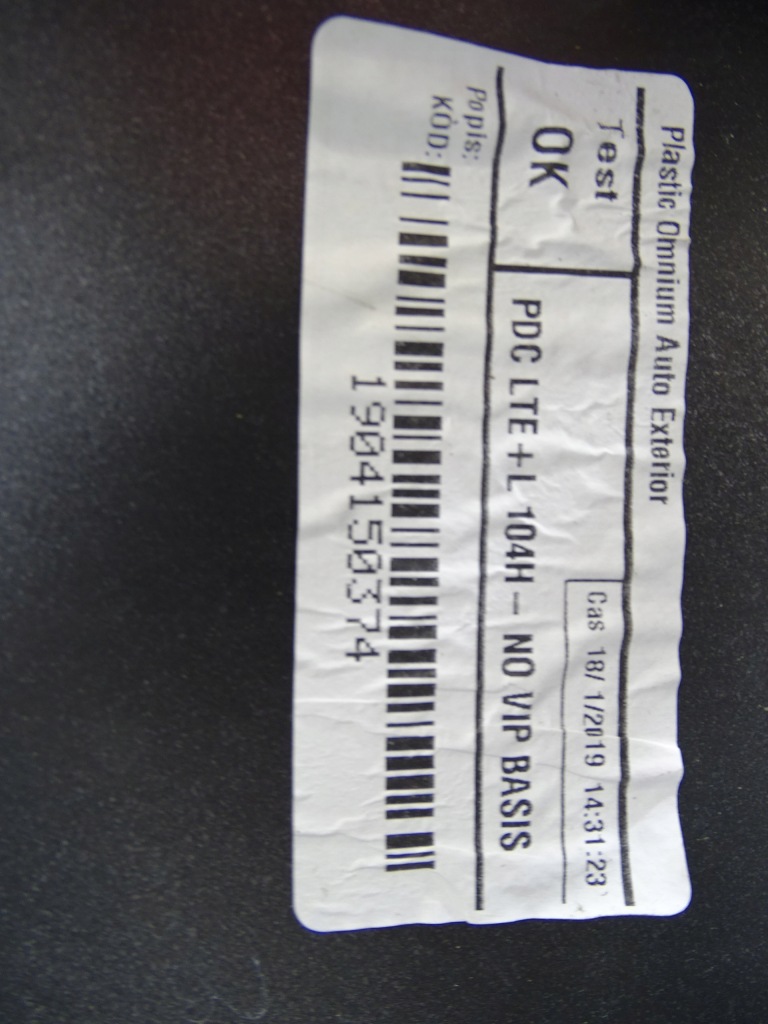 Plastic Omnium Auto Exterior
Test
Cas 18/ 1/2019 14:31:23
OK
PDC LTE + L 104H — NO VIP BASIS
Popis:
KÓD:
1904150374